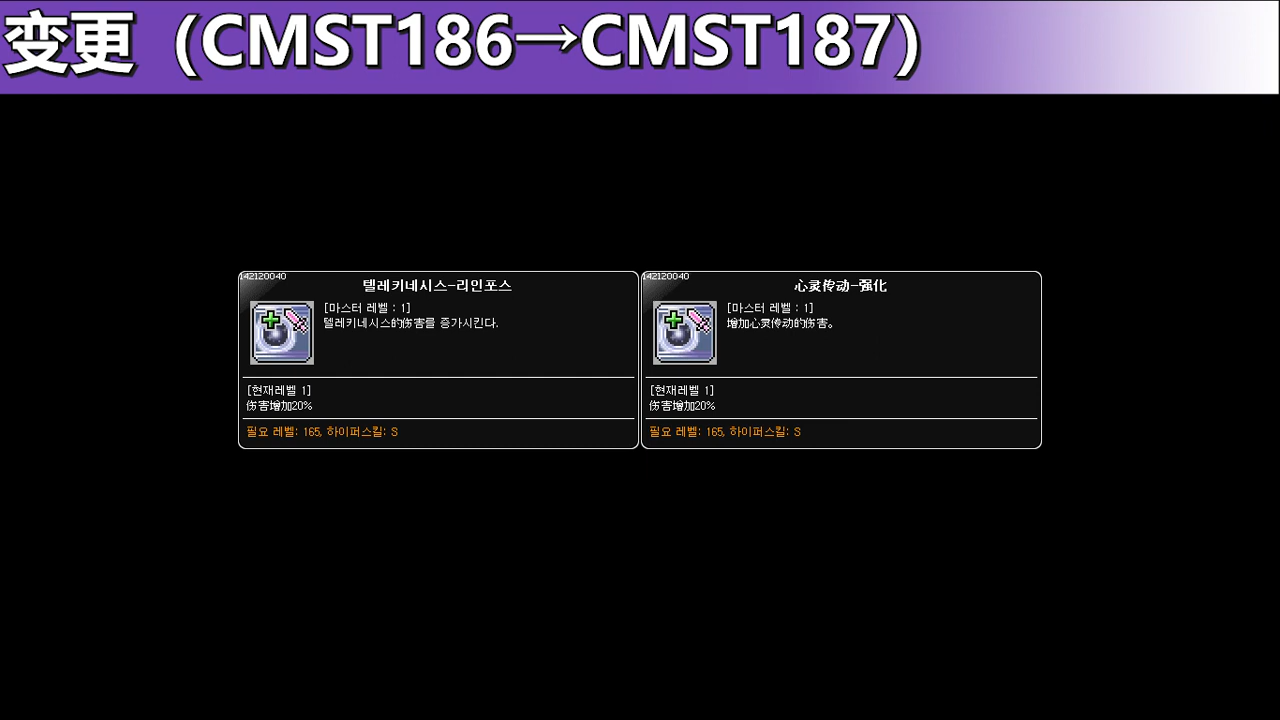 变更（CMST186→CMST187）
142120040
텔레키네시스-리인포스
[마스터 레벨 : 1]
텔레키네시스的伤害를 증가시킨다.
[현재레벨 1]
伤害增加20%
필요 레벨: 165, 하이퍼스킬: S
142120040
心灵传动-强化
[마스터 레벨 : 1]
增加心灵传动的伤害。
[현재레벨 1]
伤害增加20%
필요 레벨: 165, 하이퍼스킬: S